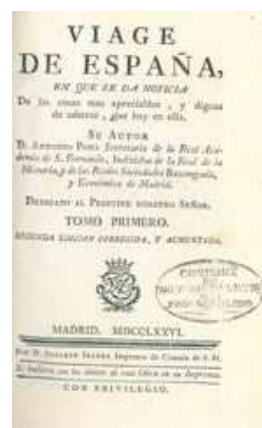 VIAGE
DE ESPAÑA,
EN QUE SE DA NOTICIA
De las cosas mas apreciables, y dignas
de saberse, que hay en ella.
SU AUTOR
D. ANTONIO PONZ Secretario de la Real Aca-
demia de S. Fernando, Individuo de la Real de la
Historia, y de las Reales Sociedades Bascongada,
y Económica de Madrid.
DEDICADO AL PRINCIPE NUESTRO SEÑOR.
TOMO PRIMERO.
SEGUNDA EDICION CORREGIDA, Y AUMENTADA.
MADRID. MDCCLXXVI.
Por D. JOACHIN IBARRA Impresor de Cámara de S. M.
Se hallará con los demas de esta Obra en su Imprenta.
CON PRIVILEGIO.